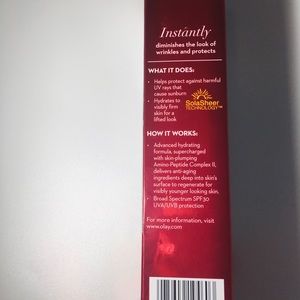 Instantly
diminishes the look of
wrinkles and protects
WHAT IT DOES:
• Helps protect against harmful
UV rays that
cause sunburn
• Hydrates to
visibly firm
skin for a
lifted look
SolaSheer
TECHNOLOGY™
HOW IT WORKS:
• Advanced hydrating
formula, supercharged
with skin-plumping
Amino-Peptide Complex II,
delivers anti-aging
ingredients deep into skin's
surface to regenerate for
visibly younger looking skin.
• Broad Spectrum SPF 30
UVA/UVB protection
For more information, visit
www.olay.com